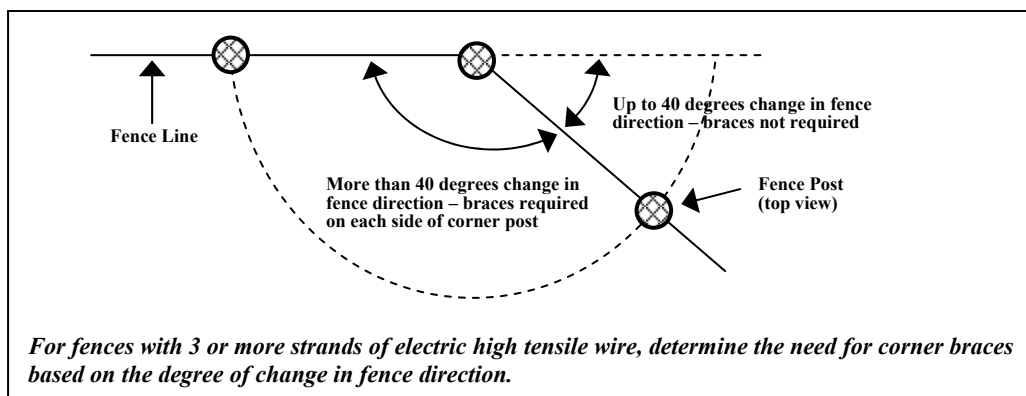 Fence Line
Up to 40 degrees change in fence
direction – braces not required
More than 40 degrees change in
fence direction – braces required
on each side of corner post
Fence Post
(top view)
For fences with 3 or more strands of electric high tensile wire, determine the need for corner braces
based on the degree of change in fence direction.